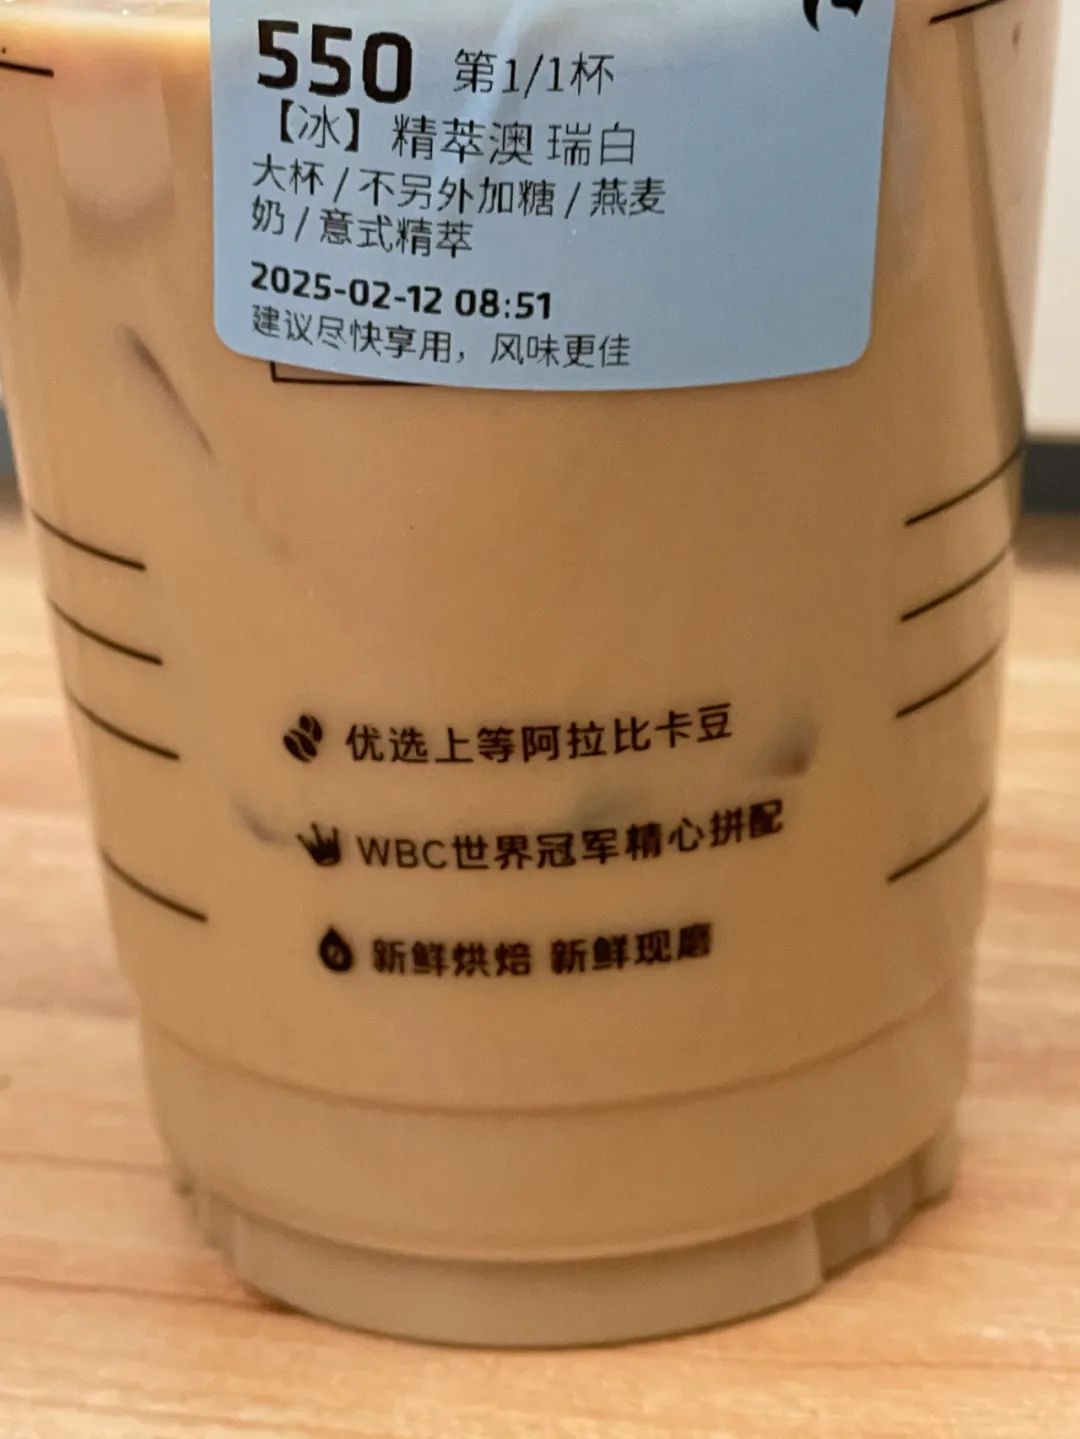 550 第1/1杯
【冰】精萃澳瑞白
大杯/不另外加糖/燕麦
奶/意式精萃
2025-02-12 08:51
建议尽快享用，风味更佳
优选上等阿拉比卡豆
WBC世界冠军精心拼配
新鲜烘焙 新鲜现磨